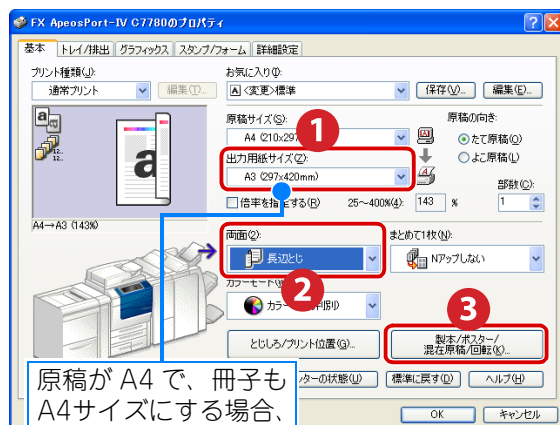 FX ApeosPort-IV C7780のプロパティ
基本 トレイ/排出 グラフィックス スタンプ/フォーム 詳細設定
プリント種類(J):
通常プリント 編集(T)...
お気に入り(I):
<変更>標準 保存(V)... 編集(E)...
原稿サイズ(S):
A4 (210x297
1
出力用紙サイズ(Z):
A3 (297x420mm)
倍率を指定する(R) 25~400%(4): 143 %
原稿の向き:
たて原稿(O)
よこ原稿(L)
部数(C):
1
A4→A3 (143%)
両面(2):
長辺とじ
2
まとめて1枚(N):
Nアップしない
カラーモード
カラー
とじしろ/プリント位置(G)...
3
製本/ポスター/
混在原稿/回転(K)...
ターの状態(U) 標準に戻す(D) ヘルプ(H)
原稿が A4 で、冊子も
A4サイズにする場合、
OK キャンセル